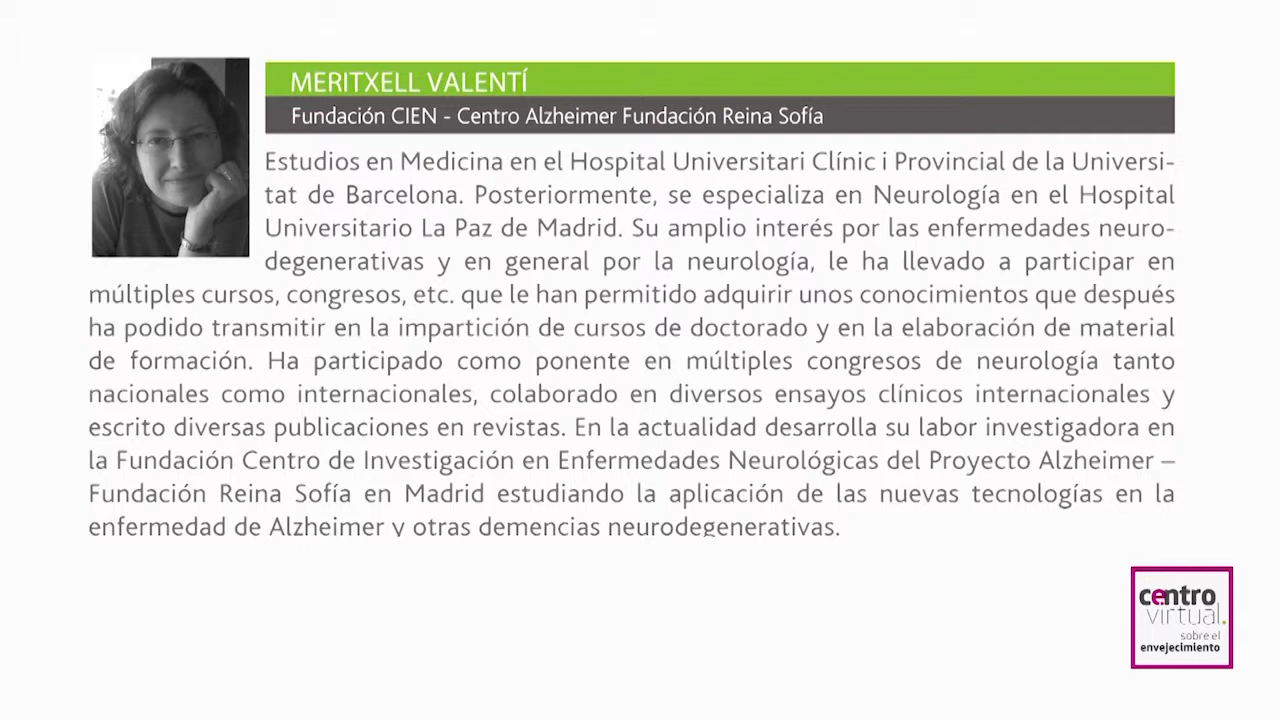 MERITXELL VALENTÍ
Fundación CIEN - Centro Alzheimer Fundación Reina Sofía
Estudios en Medicina en el Hospital Universitari Clínic i Provincial de la Universi-
tat de Barcelona. Posteriormente, se especializa en Neurología en el Hospital
Universitario La Paz de Madrid. Su amplio interés por las enfermedades neuro-
degenerativas y en general por la neurología, le ha llevado a participar en
múltiples cursos, congresos, etc. que le han permitido adquirir unos conocimientos que después
ha podido transmitir en la impartición de cursos de doctorado y en la elaboración de material
de formación. Ha participado como ponente en múltiples congresos de neurología tanto
nacionales como internacionales, colaborado en diversos ensayos clínicos internacionales y
escrito diversas publicaciones en revistas. En la actualidad desarrolla su labor investigadora en
la Fundación Centro de Investigación en Enfermedades Neurológicas del Proyecto Alzheimer –
Fundación Reina Sofía en Madrid estudiando la aplicación de las nuevas tecnologías en la
enfermedad de Alzheimer y otras demencias neurodegenerativas.
centro
virtual.
sobre el
envejecimiento